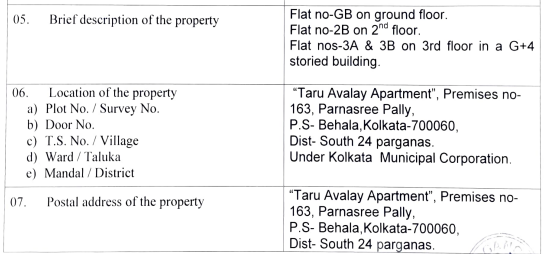 05. Brief description of the property
Flat no-GB on ground floor.
Flat no-2B on 2nd floor.
Flat nos-3A & 3B on 3rd floor in a G+4
storied building.
06. Location of the property
a) Plot No. / Survey No.
b) Door No.
c) T.S. No. / Village
d) Ward / Taluka
e) Mandal / District
"Taru Avalay Apartment", Premises no-
163, Parnasree Pally,
P.S- Behala,Kolkata-700060,
Dist- South 24 parganas.
Under Kolkata Municipal Corporation.
07. Postal address of the property
"Taru Avalay Apartment", Premises no-
163, Parnasree Pally,
P.S- Behala,Kolkata-700060,
Dist- South 24 parganas.